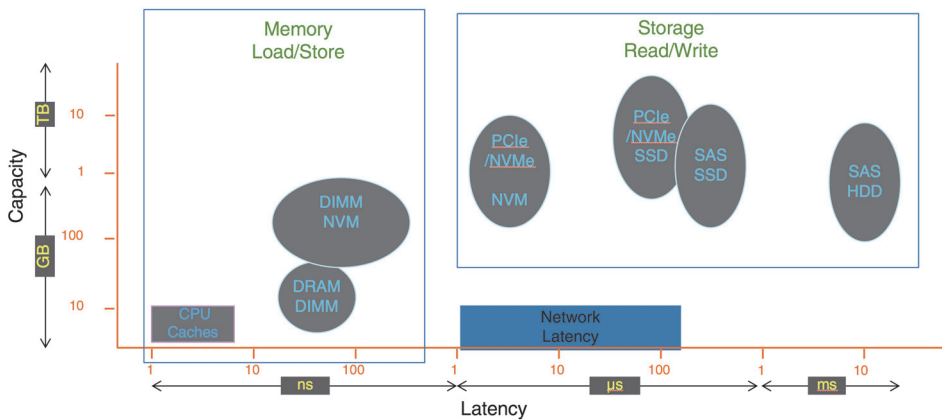 Memory
Load/Store
Storage
Read/Write
Capacity
TB
GB
10
1
100
10
DIMM
NVM
DRAM
DIMM
CPU
Caches
PCIe
/NVMe
NVM
PCIe
/NVMe
SSD
SAS
SSD
SAS
HDD
Network
Latency
1
10
100
1
10
100
1
10
ns
µs
ms
Latency